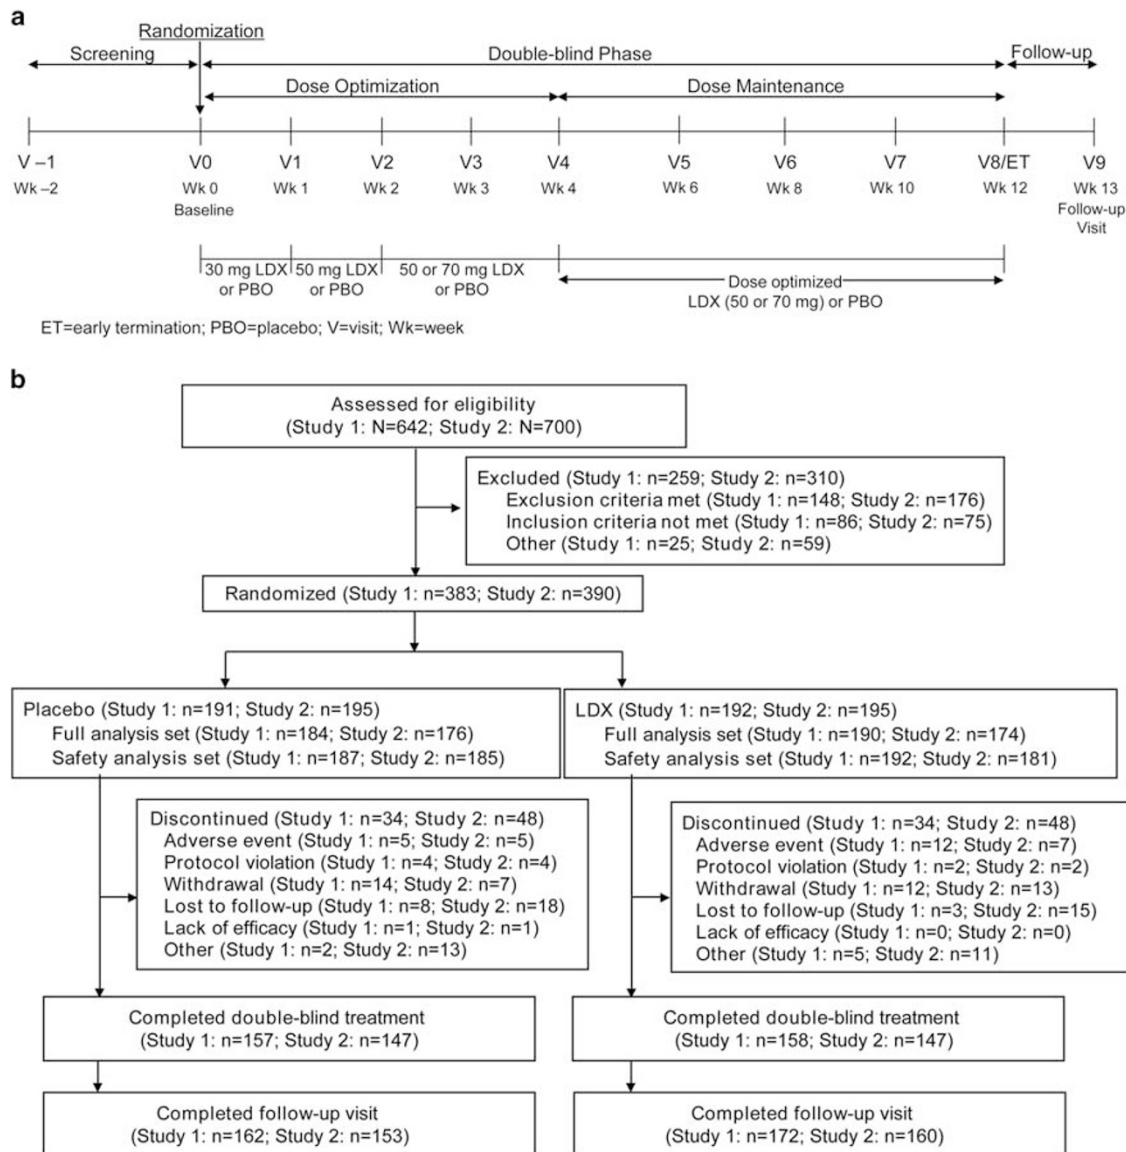 a
Randomization
Screening
Double-blind Phase
Follow-up
Dose Optimization
Dose Maintenance
V –1
V0
V1
V2
V3
V4
V5
V6
V7
V8/ET
V9
Wk –2
Wk 0
Wk 1
Wk 2
Wk 3
Wk 4
Wk 6
Wk 8
Wk 10
Wk 12
Wk 13
Baseline
Follow-up
Visit
30 mg LDX
or PBO
50 mg LDX
or PBO
50 or 70 mg LDX
or PBO
Dose optimized
LDX (50 or 70 mg) or PBO
ET=early termination; PBO=placebo; V=visit; Wk=week
b
Assessed for eligibility
(Study 1: N=642; Study 2: N=700)
Excluded (Study 1: n=259; Study 2: n=310)
Exclusion criteria met (Study 1: n=148; Study 2: n=176)
Inclusion criteria not met (Study 1: n=86; Study 2: n=75)
Other (Study 1: n=25; Study 2: n=59)
Randomized (Study 1: n=383; Study 2: n=390)
Placebo (Study 1: n=191; Study 2: n=195)
Full analysis set (Study 1: n=184; Study 2: n=176)
Safety analysis set (Study 1: n=187; Study 2: n=185)
LDX (Study 1: n=192; Study 2: n=195)
Full analysis set (Study 1: n=190; Study 2: n=174)
Safety analysis set (Study 1: n=192; Study 2: n=181)
Discontinued (Study 1: n=34; Study 2: n=48)
Adverse event (Study 1: n=5; Study 2: n=5)
Protocol violation (Study 1: n=4; Study 2: n=4)
Withdrawal (Study 1: n=14; Study 2: n=7)
Lost to follow-up (Study 1: n=8; Study 2: n=18)
Lack of efficacy (Study 1: n=1; Study 2: n=1)
Other (Study 1: n=2; Study 2: n=13)
Discontinued (Study 1: n=34; Study 2: n=48)
Adverse event (Study 1: n=12; Study 2: n=7)
Protocol violation (Study 1: n=2; Study 2: n=2)
Withdrawal (Study 1: n=12; Study 2: n=13)
Lost to follow-up (Study 1: n=3; Study 2: n=15)
Lack of efficacy (Study 1: n=0; Study 2: n=0)
Other (Study 1: n=5; Study 2: n=11)
Completed double-blind treatment
(Study 1: n=157; Study 2: n=147)
Completed double-blind treatment
(Study 1: n=158; Study 2: n=147)
Completed follow-up visit
(Study 1: n=162; Study 2: n=153)
Completed follow-up visit
(Study 1: n=172; Study 2: n=160)